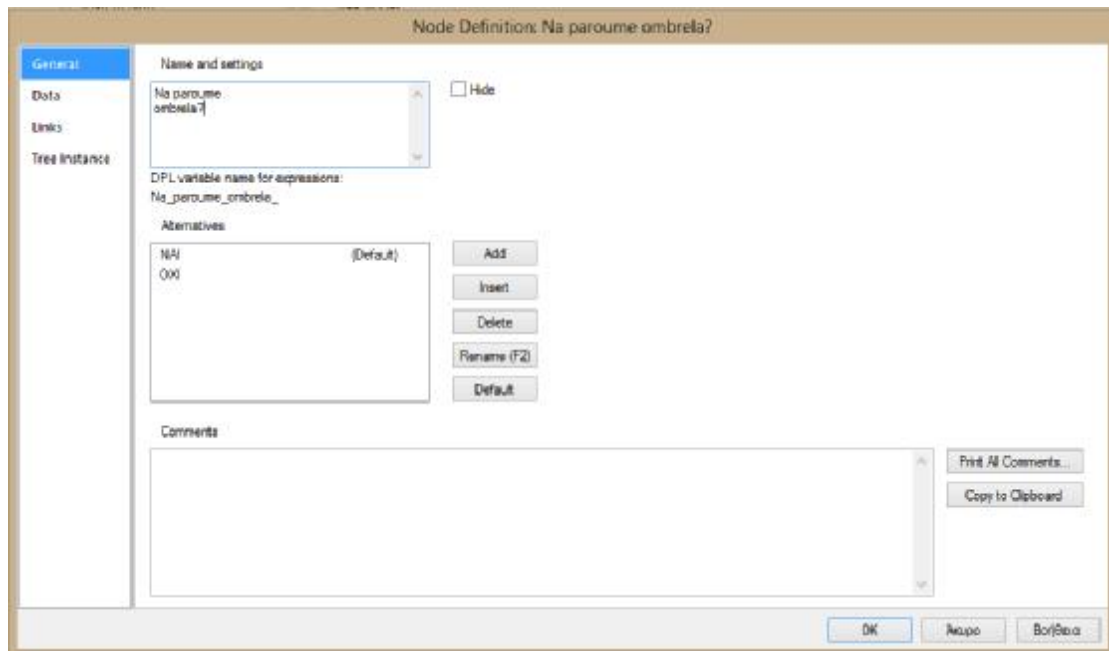 Node Definition: Na paroume ombrela?
General
Data
Links
Tree Instance
Name and settings
Na paroume
ombrela?
Hide
DPL variable name for expressions:
Na_paroume_ombrela_
Alternatives
NAI (Default)
OXI
Add
Insert
Delete
Rename (F2)
Default
Comments
Print All Comments...
Copy to Clipboard
OK
Άκυρο
Βοήθεια